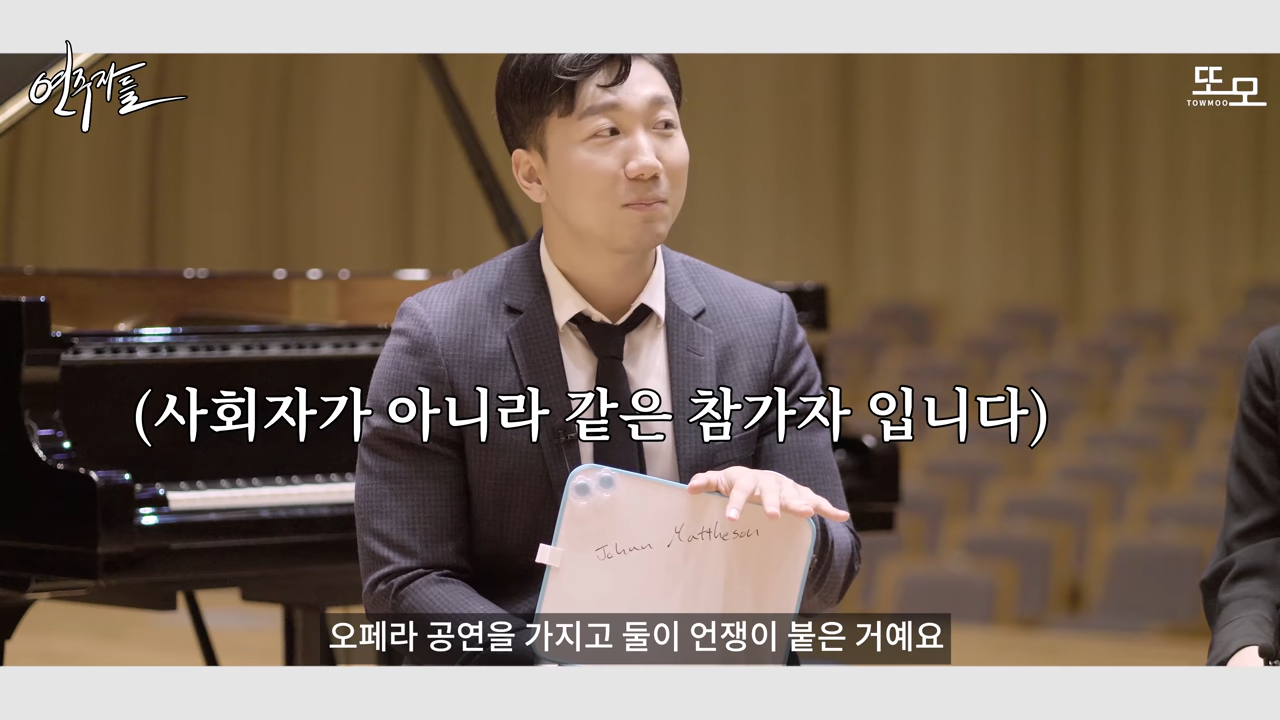 연주자들
또모
TOWMOO
(사회자가 아니라 같은 참가자 입니다)
Johan Mattheson
오페라 공연을 가지고 둘이 언쟁이 붙은 거예요